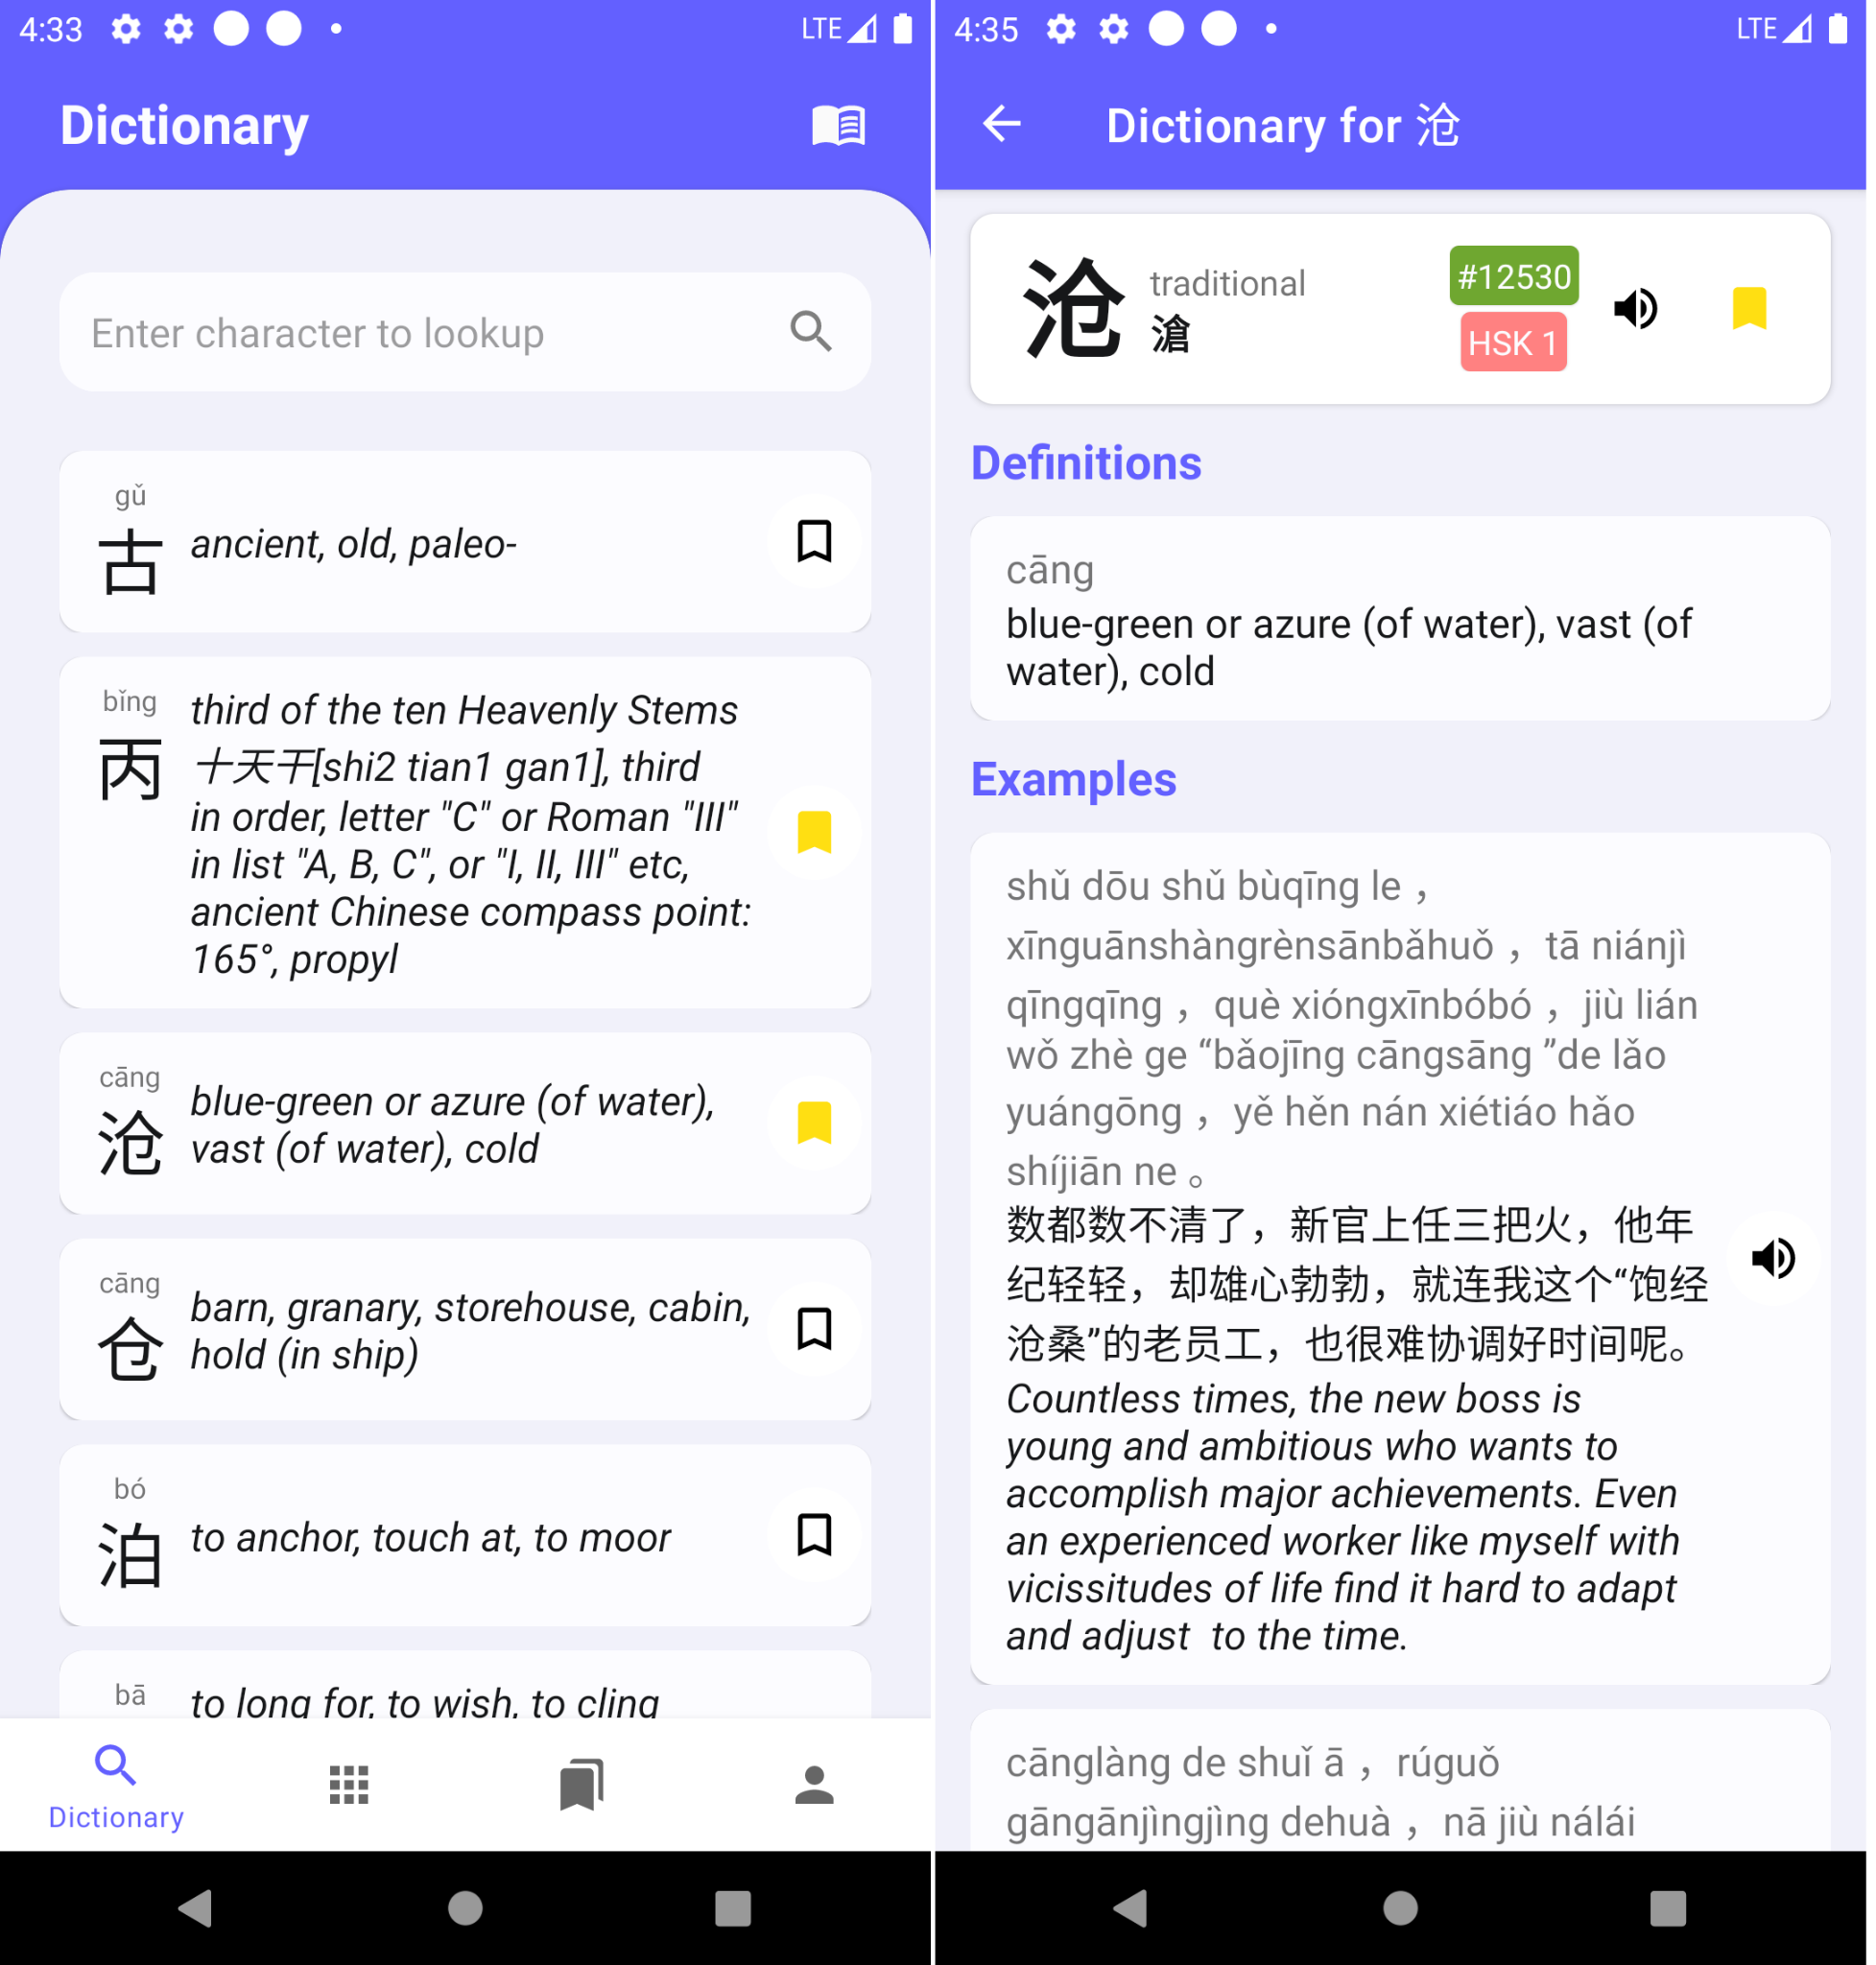 4:33
LTE
Dictionary
Enter character to lookup
gǔ
古
ancient, old, paleo-
bǐng
丙
third of the ten Heavenly Stems
十天干[shi2 tian1 gan1], third
in order, letter "C" or Roman "III"
in list "A, B, C", or "I, II, III" etc,
ancient Chinese compass point:
165°, propyl
cāng
沧
blue-green or azure (of water),
vast (of water), cold
cāng
仓
barn, granary, storehouse, cabin,
hold (in ship)
bó
泊
to anchor, touch at, to moor
bā
to long for, to wish, to cling
Dictionary
4:35
LTE
Dictionary for 沧
沧
traditional
滄
#12530
HSK 1
Definitions
cāng
blue-green or azure (of water), vast (of
water), cold
Examples
shǔ dōu shǔ bùqīng le ，
xīnguānshàngrènsānbǎhuǒ ，tā niánjì
qīngqīng ，què xióngxīnbóbó ，jiù lián
wǒ zhè ge “bǎojīng cāngsāng ”de lǎo
yuángōng ，yě hěn nán xiétiáo hǎo
shíjiān ne 。
数都数不清了，新官上任三把火，他年
纪轻轻，却雄心勃勃，就连我这个“饱经
沧桑”的老员工，也很难协调好时间呢。
Countless times, the new boss is
young and ambitious who wants to
accomplish major achievements. Even
an experienced worker like myself with
vicissitudes of life find it hard to adapt
and adjust  to the time.
cānglàng de shuǐ ā ，rúguǒ
gāngānjìngjìng dehuà ，nā jiù nálái